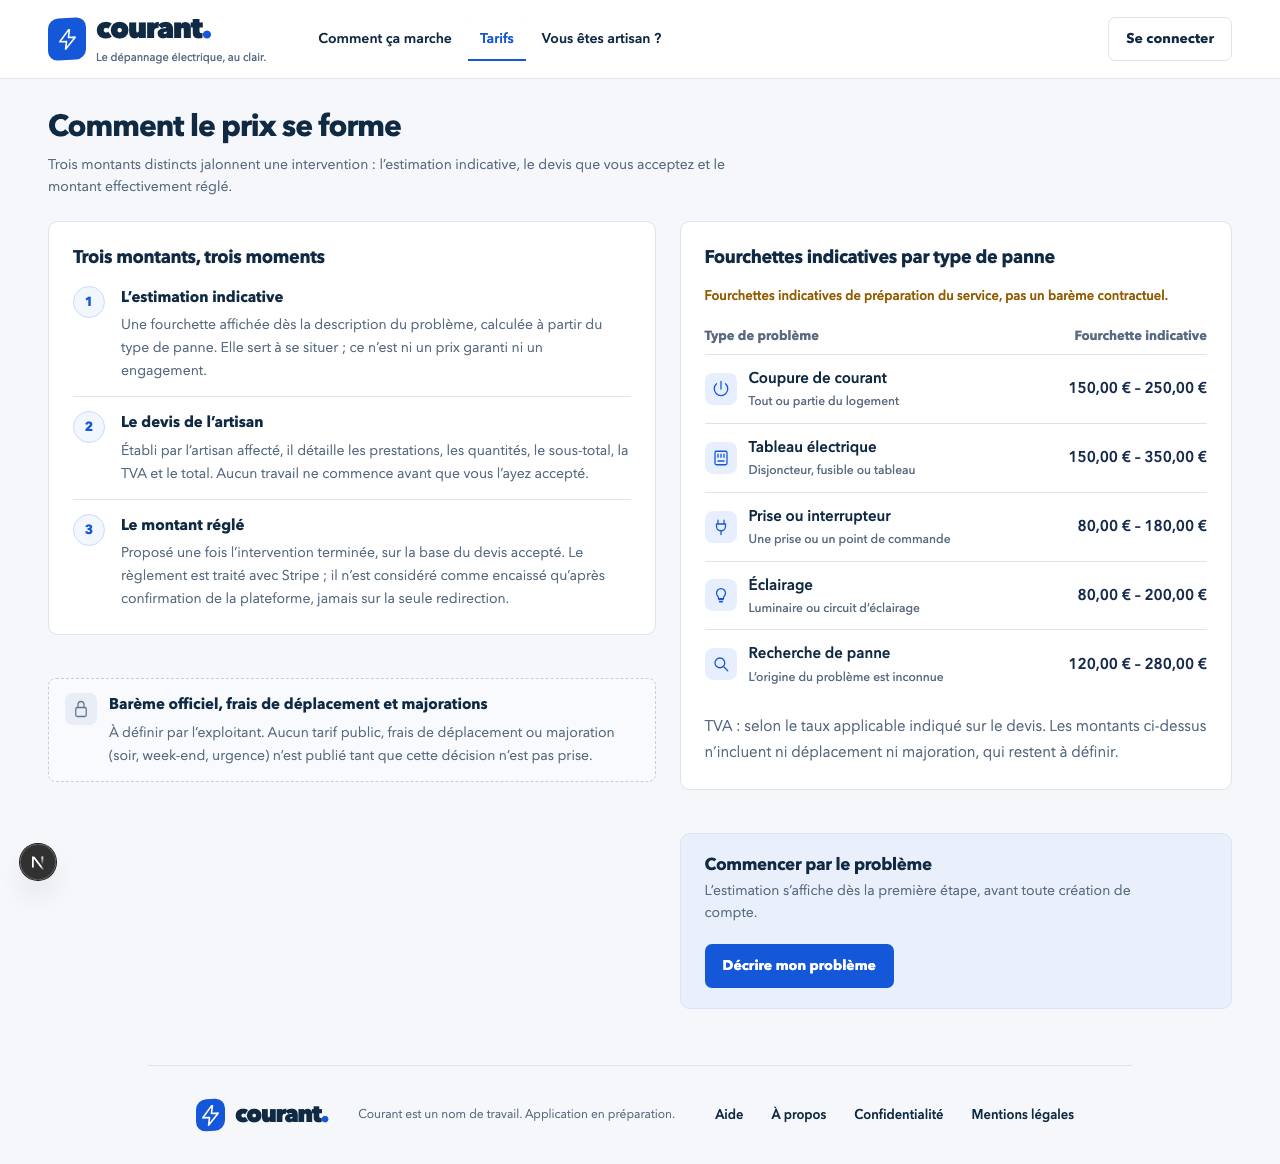 courant.
Le dépannage électrique, au clair.
Comment ça marche
Tarifs
Vous êtes artisan ?
Se connecter
Comment le prix se forme
Trois montants distincts jalonnent une intervention : l’estimation indicative, le devis que vous acceptez et le
montant effectivement réglé.
Trois montants, trois moments
1
L’estimation indicative
Une fourchette affichée dès la description du problème, calculée à partir du
type de panne. Elle sert à se situer ; ce n’est ni un prix garanti ni un
engagement.
2
Le devis de l’artisan
Établi par l’artisan affecté, il détaille les prestations, les quantités, le sous-total, la
TVA et le total. Aucun travail ne commence avant que vous l’ayez accepté.
3
Le montant réglé
Proposé une fois l’intervention terminée, sur la base du devis accepté. Le
règlement est traité avec Stripe ; il n’est considéré comme encaissé qu’après
confirmation de la plateforme, jamais sur la seule redirection.
Barème officiel, frais de déplacement et majorations
À définir par l’exploitant. Aucun tarif public, frais de déplacement ou majoration
(soir, week-end, urgence) n’est publié tant que cette décision n’est pas prise.
Fourchettes indicatives par type de panne
Fourchettes indicatives de préparation du service, pas un barème contractuel.
Type de problème
Fourchette indicative
Coupure de courant
Tout ou partie du logement
150,00 € – 250,00 €
Tableau électrique
Disjoncteur, fusible ou tableau
150,00 € – 350,00 €
Prise ou interrupteur
Une prise ou un point de commande
80,00 € – 180,00 €
Éclairage
Luminaire ou circuit d’éclairage
80,00 € – 200,00 €
Recherche de panne
L’origine du problème est inconnue
120,00 € – 280,00 €
TVA : selon le taux applicable indiqué sur le devis. Les montants ci-dessus
n’incluent ni déplacement ni majoration, qui restent à définir.
N
Commencer par le problème
L’estimation s’affiche dès la première étape, avant toute création de
compte.
Décrire mon problème
courant.
Courant est un nom de travail. Application en préparation.
Aide
À propos
Confidentialité
Mentions légales